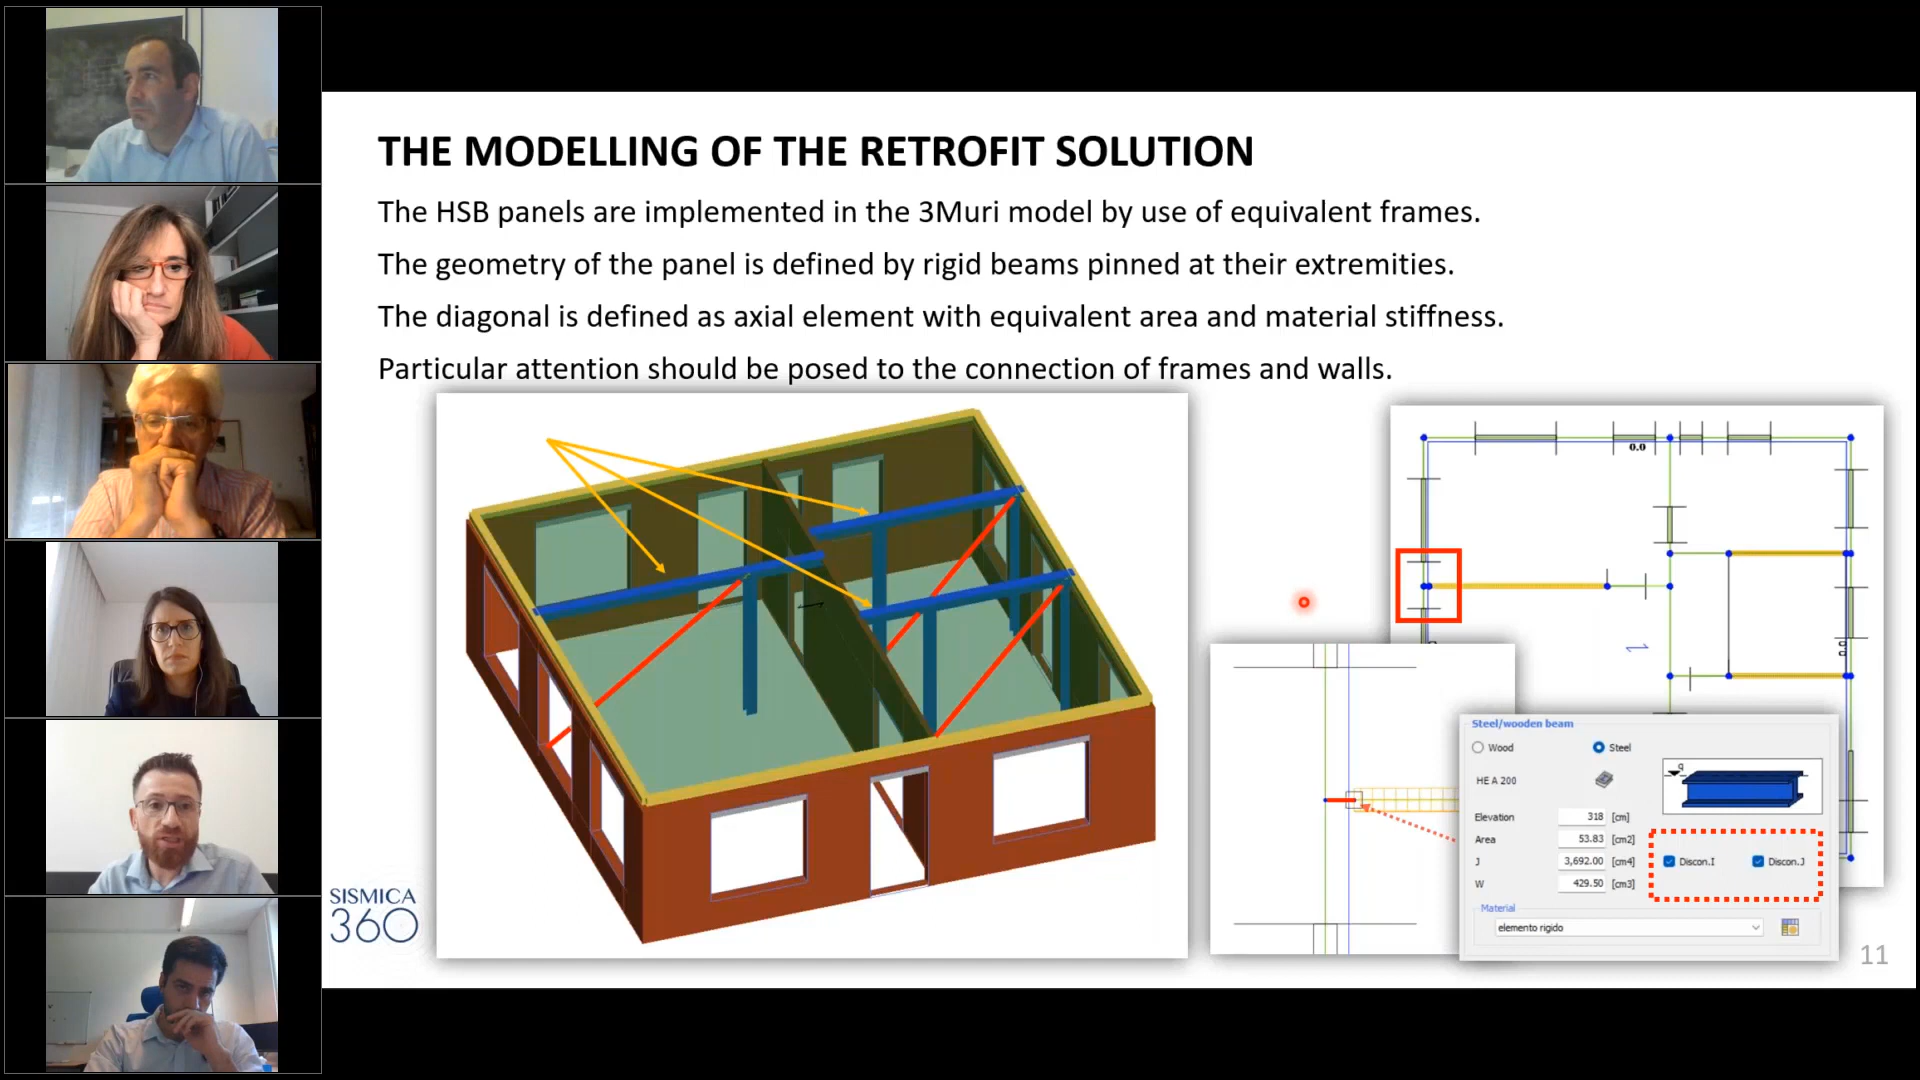 THE MODELLING OF THE RETROFIT SOLUTION
The HSB panels are implemented in the 3Muri model by use of equivalent frames.
The geometry of the panel is defined by rigid beams pinned at their extremities.
The diagonal is defined as axial element with equivalent area and material stiffness.
Particular attention should be posed to the connection of frames and walls.
0.0
0.0
Steel/wooden beam
Wood
Steel
HE A 200
q
Elevation 318 [cm]
Area 53.83 [cm2]
J 3,692.00 [cm4]
Discon.I Discon.J
W 429.50 [cm3]
Material
elemento rigido
SISMICA
360
11